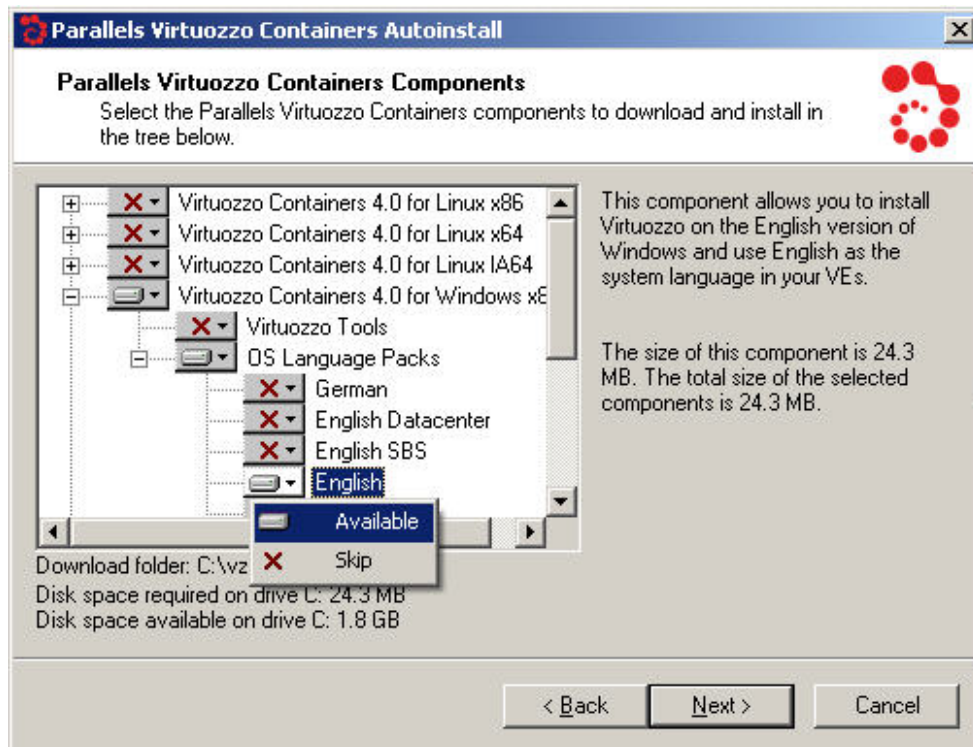 Parallels Virtuozzo Containers Autoinstall
Parallels Virtuozzo Containers Components
Select the Parallels Virtuozzo Containers components to download and install in
the tree below.
Virtuozzo Containers 4.0 for Linux x86
Virtuozzo Containers 4.0 for Linux x64
Virtuozzo Containers 4.0 for Linux IA64
Virtuozzo Containers 4.0 for Windows x8
Virtuozzo Tools
OS Language Packs
German
English Datacenter
English SBS
English
Available
Skip
This component allows you to install
Virtuozzo on the English version of
Windows and use English as the
system language in your VEs.
The size of this component is 24.3
MB. The total size of the selected
components is 24.3 MB.
Download folder: C:\vz
Disk space required on drive C: 24.3 MB
Disk space available on drive C: 1.8 GB
< Back
Next >
Cancel